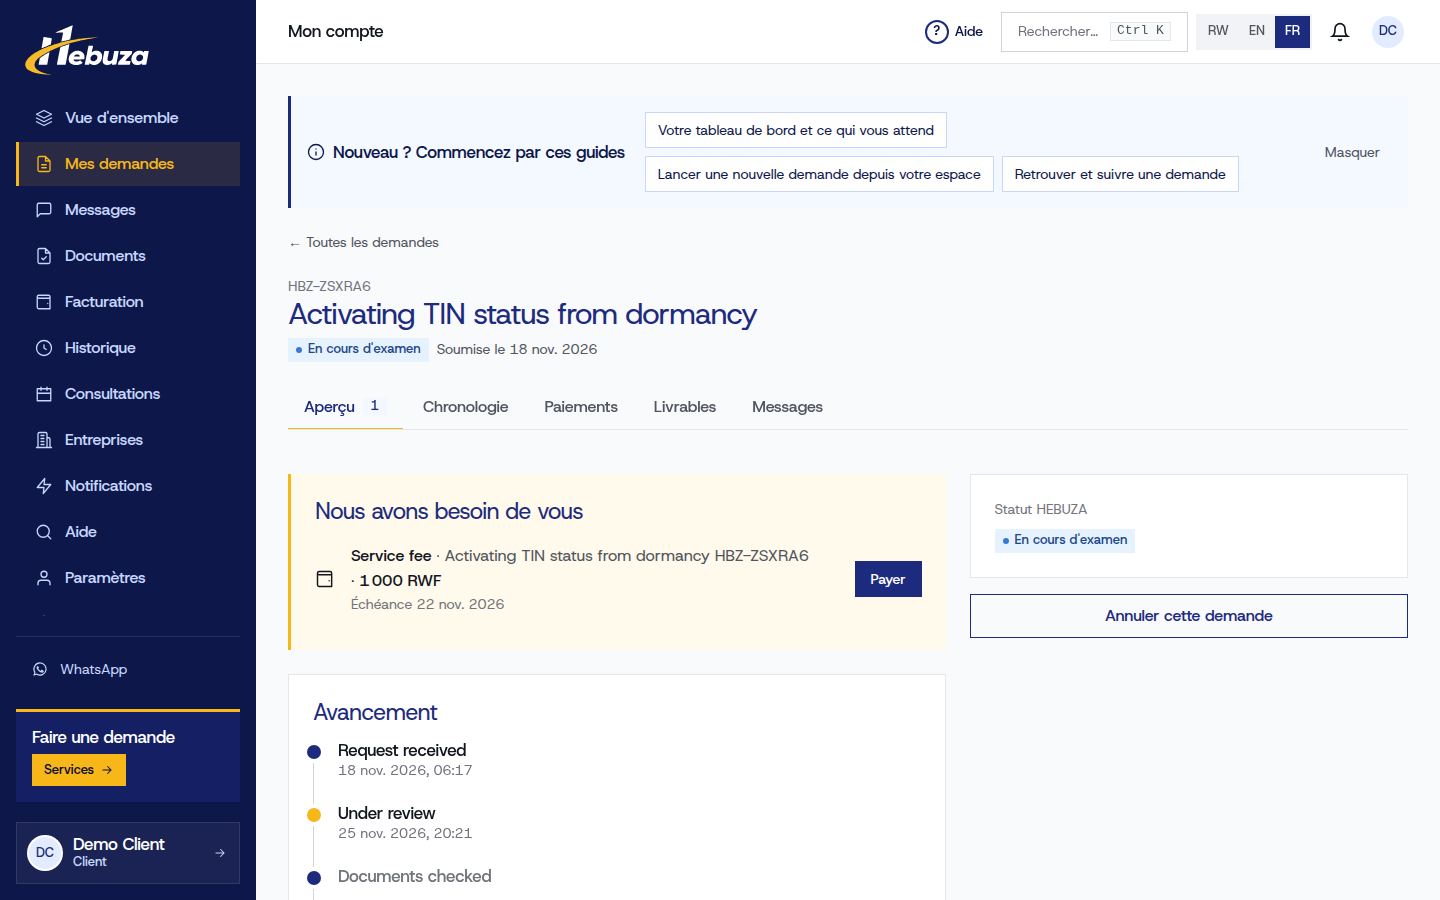 Hebuza
Vue d'ensemble
Mes demandes
Messages
Documents
Facturation
Historique
Consultations
Entreprises
Notifications
Aide
Paramètres
WhatsApp
Faire une demande
Services →
DC
Demo Client
Client
→
Mon compte
? Aide
Rechercher... Ctrl K
RW EN FR
DC
Nouveau ? Commencez par ces guides
Votre tableau de bord et ce qui vous attend
Lancer une nouvelle demande depuis votre espace
Retrouver et suivre une demande
Masquer
← Toutes les demandes
HBZ-ZSXRA6
Activating TIN status from dormancy
En cours d'examen Soumise le 18 nov. 2026
Aperçu 1 Chronologie Paiements Livrables Messages
Nous avons besoin de vous
Service fee · Activating TIN status from dormancy HBZ-ZSXRA6
· 1 000 RWF
Échéance 22 nov. 2026
Payer
Statut HEBUZA
En cours d'examen
Annuler cette demande
Avancement
Request received
18 nov. 2026, 06:17
Under review
25 nov. 2026, 20:21
Documents checked